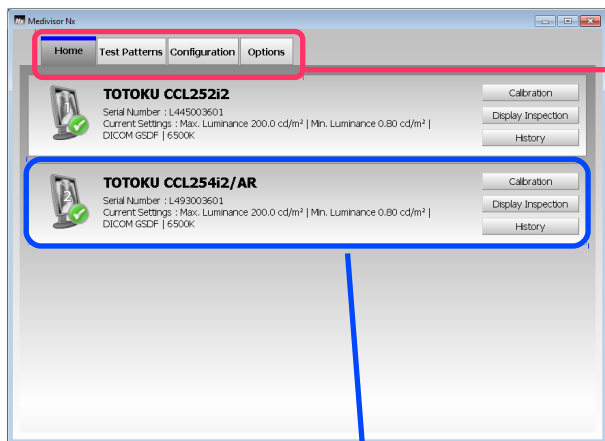 Nx Medivisor Nx
Home Test Patterns Configuration Options
1
TOTOKU CCL252i2
Serial Number : L445003601
Current Settings : Max. Luminance 200.0 cd/m² | Min. Luminance 0.80 cd/m² |
DICOM GSDF | 6500K
Calibration
Display Inspection
History
2
TOTOKU CCL254i2/AR
Serial Number : L493003601
Current Settings : Max. Luminance 200.0 cd/m² | Min. Luminance 0.80 cd/m² |
DICOM GSDF | 6500K
Calibration
Display Inspection
History